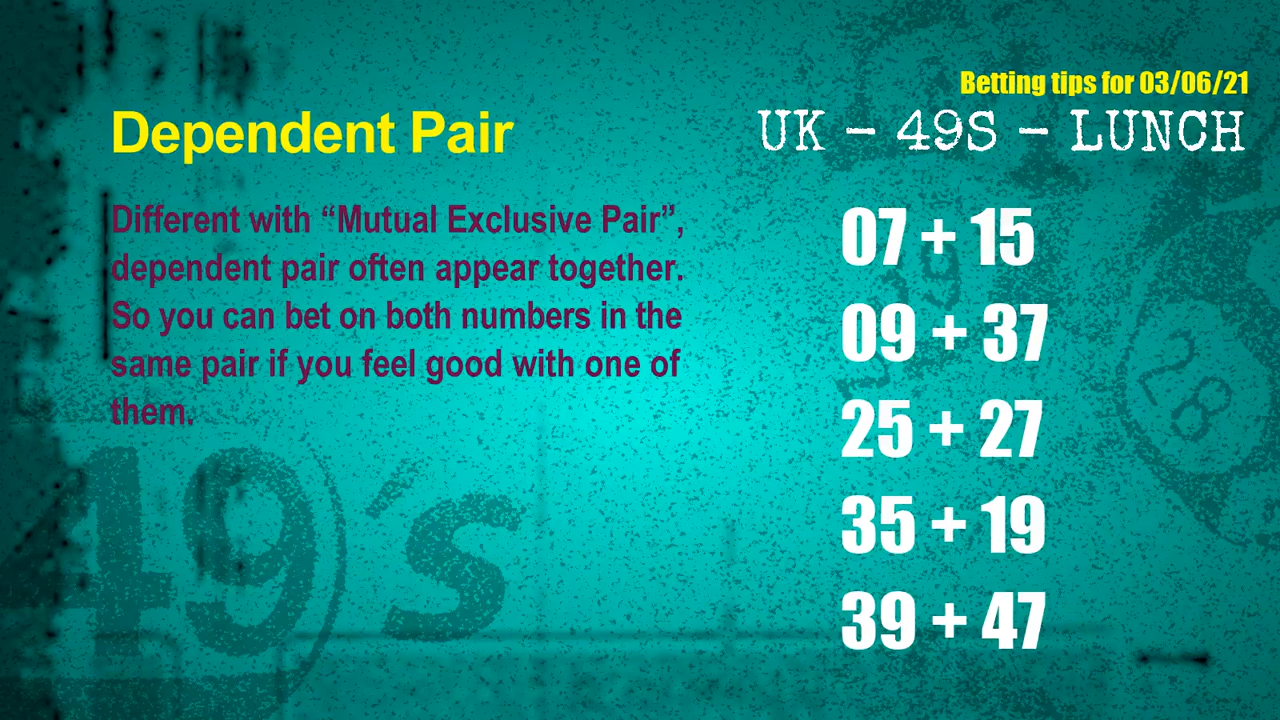 Betting tips for 03/06/21
UK - 49S - LUNCH
Dependent Pair
Different with “Mutual Exclusive Pair”,
dependent pair often appear together.
So you can bet on both numbers in the
same pair if you feel good with one of
them.
07 + 15
09 + 37
25 + 27
35 + 19
39 + 47
49's
39
28